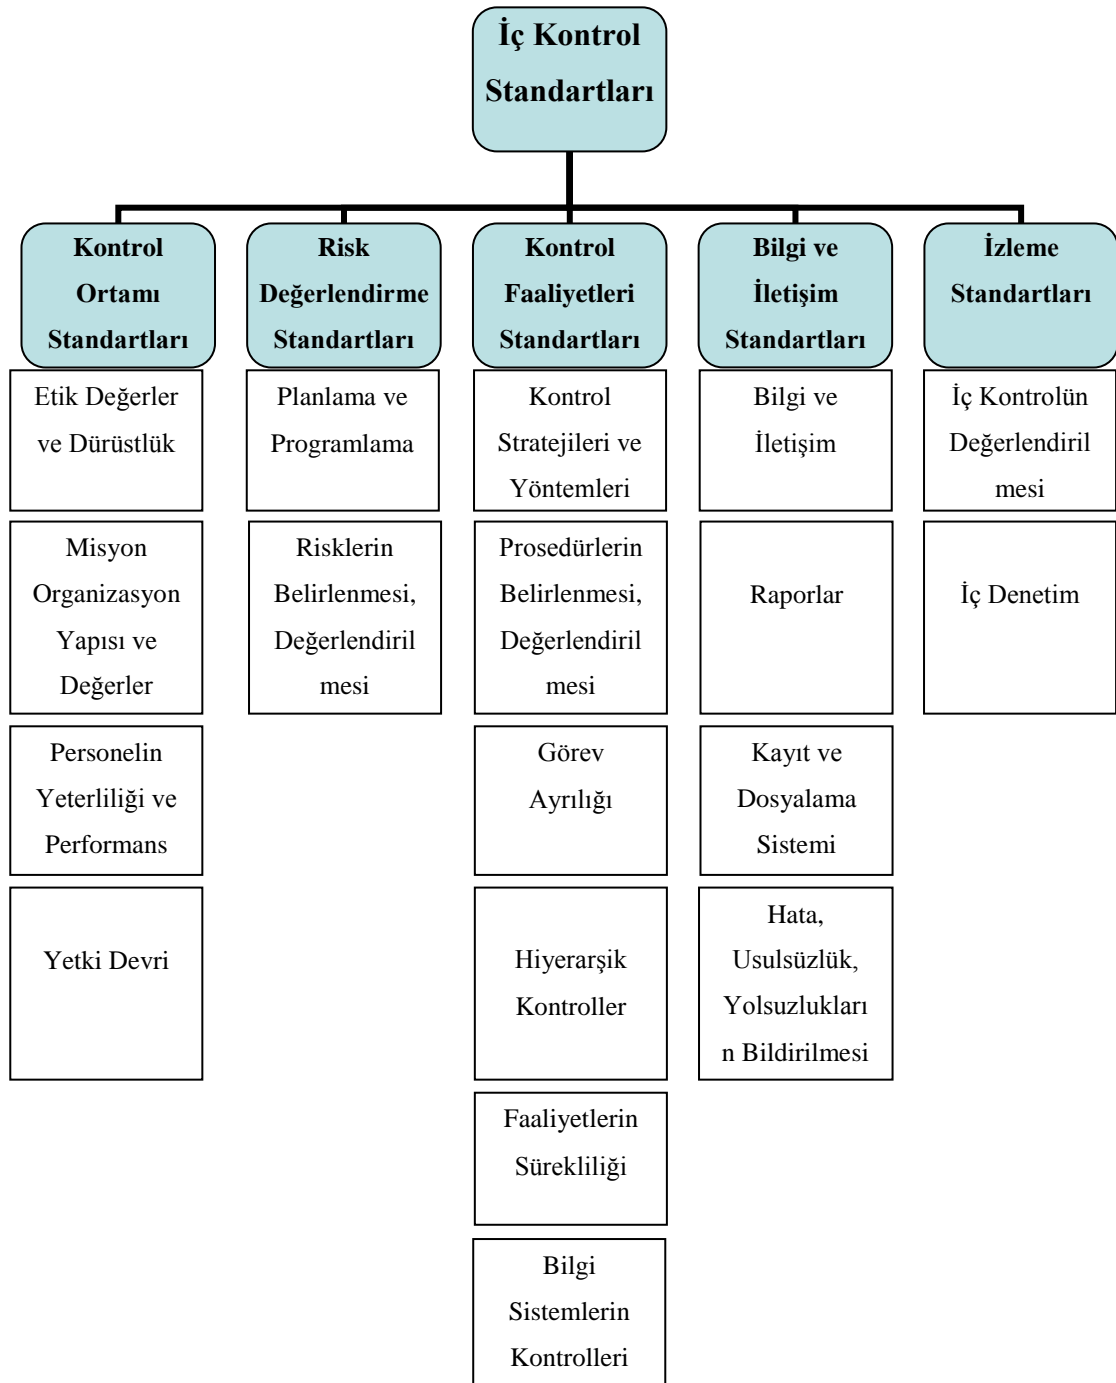 İç Kontrol
Standartları
Kontrol
Ortamı
Standartları
Risk
Değerlendirme
Standartları
Kontrol
Faaliyetleri
Standartları
Bilgi ve
İletişim
Standartları
İzleme
Standartları
Etik Değerler
ve Dürüstlük
Misyon
Organizasyon
Yapısı ve
Değerler
Personelin
Yeterliliği ve
Performans
Yetki Devri
Planlama ve
Programlama
Risklerin
Belirlenmesi,
Değerlendiril
mesi
Kontrol
Stratejileri ve
Yöntemleri
Prosedürlerin
Belirlenmesi,
Değerlendiril
mesi
Görev
Ayrılığı
Hiyerarşik
Kontroller
Faaliyetlerin
Sürekliliği
Bilgi
Sistemlerin
Kontrolleri
Bilgi ve
İletişim
Raporlar
Kayıt ve
Dosyalama
Sistemi
Hata,
Usulsüzlük,
Yolsuzlukları
n Bildirilmesi
İç Kontrolün
Değerlendiril
mesi
İç Denetim